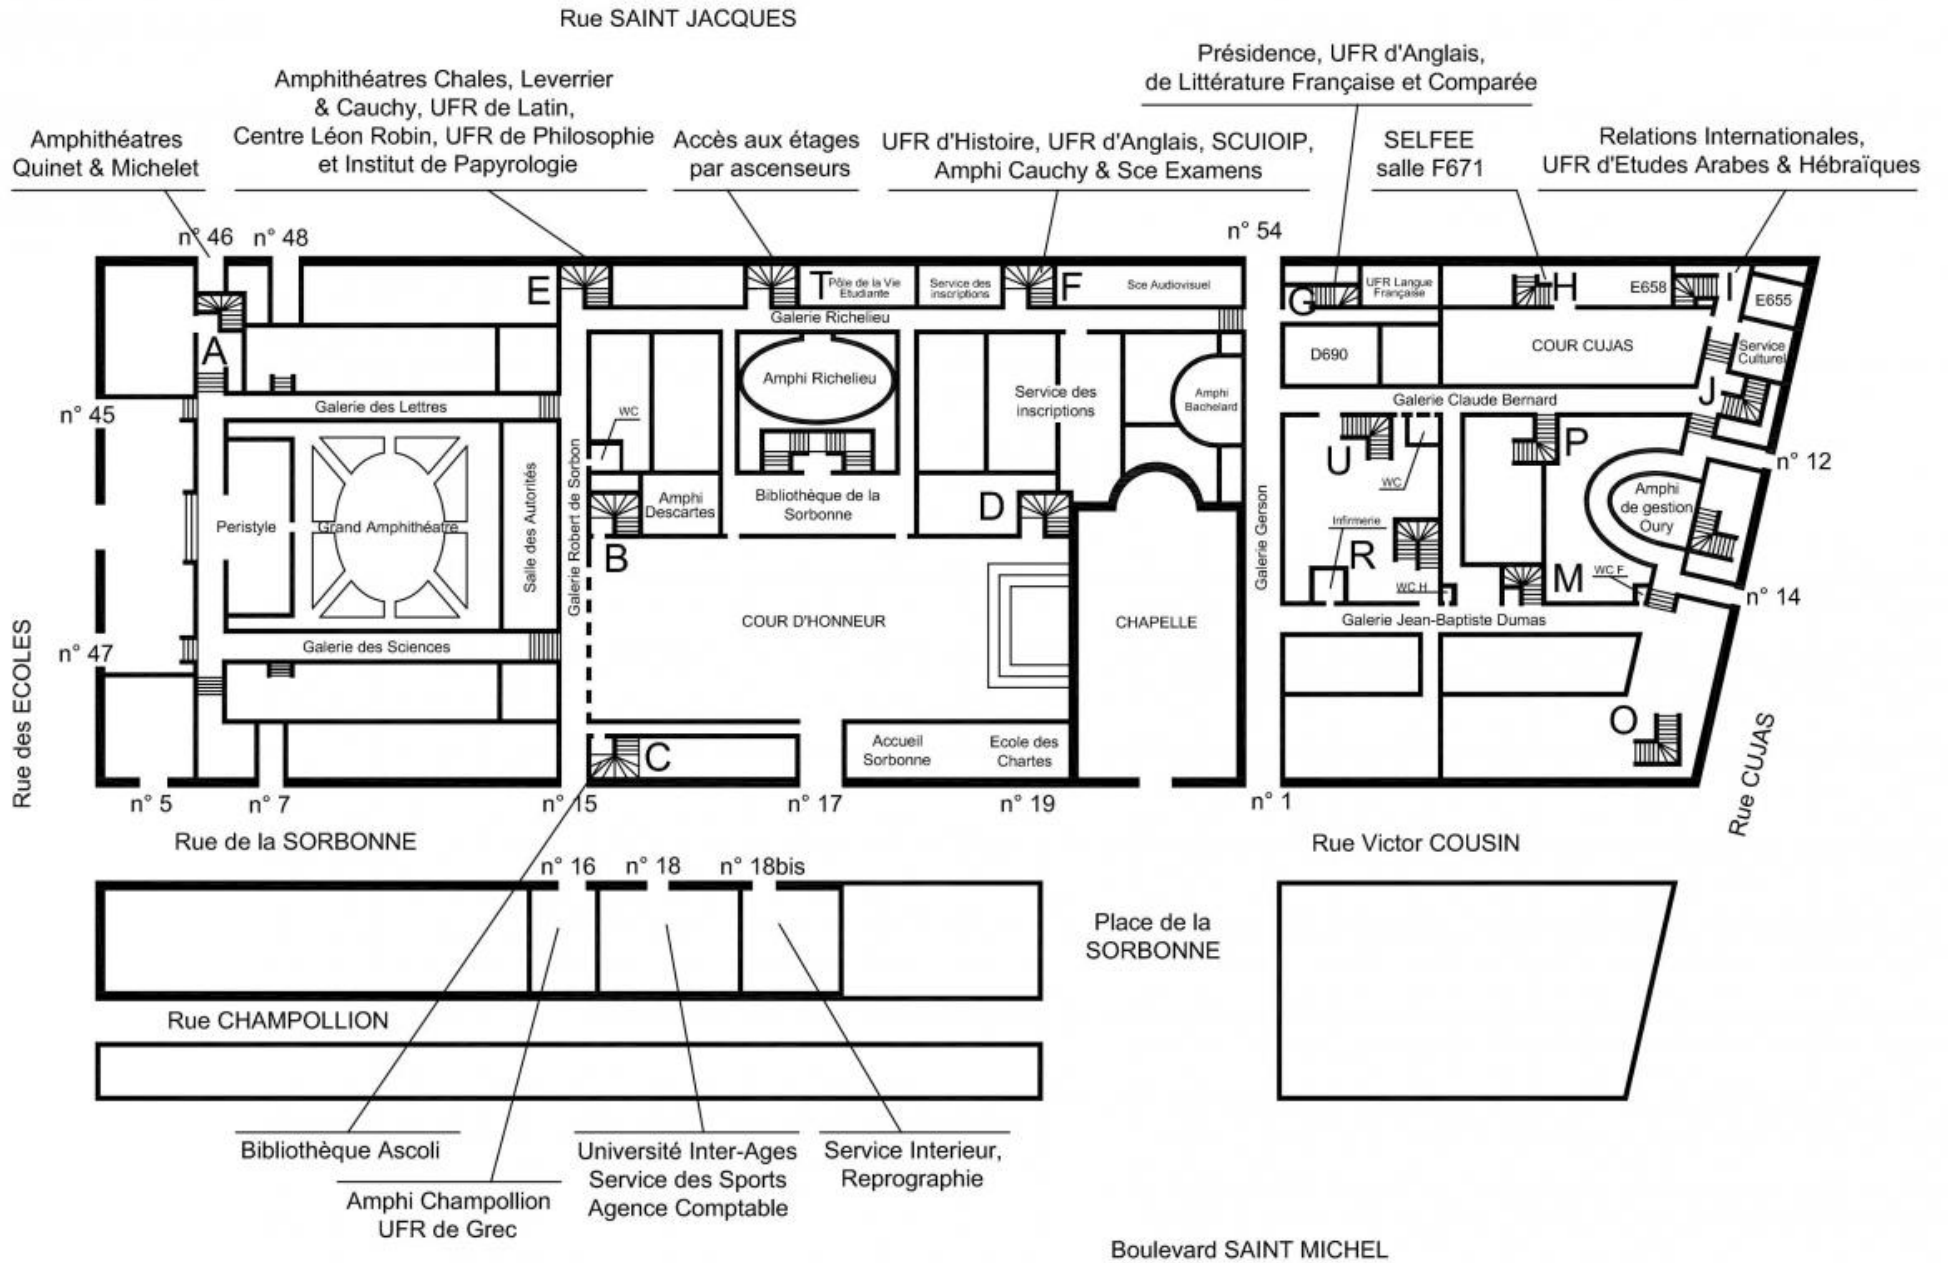 Rue SAINT JACQUES
Présidence, UFR d'Anglais,
de Littérature Française et Comparée
Amphithéatres Chales, Leverrier
& Cauchy, UFR de Latin,
Centre Léon Robin, UFR de Philosophie
et Institut de Papyrologie
Amphithéatres
Quinet & Michelet
Accès aux étages
par ascenseurs
UFR d'Histoire, UFR d'Anglais, SCUIOIP,
Amphi Cauchy & Sce Examens
SELFEE
salle F671
Relations Internationales,
UFR d'Etudes Arabes & Hébraïques
n° 46
n° 48
n° 54
E
T
Pôle de la Vie
Etudiante
Service des
inscriptions
F
Sce Audiovisuel
G
UFR Langue
Française
H
E658
I
E655
Galerie Richelieu
A
Amphi Richelieu
D690
COUR CUJAS
Service
Culturel
n° 45
Galerie des Lettres
WC
Service des
inscriptions
Amphi
Bachelard
Galerie Claude Bernard
J
U
WC
P
n° 12
Peristyle
Grand Amphithéatre
Salle des Autorités
Galerie Robert de Sorbon
Amphi
Descartes
Bibliothèque de la
Sorbonne
D
Galerie Gerson
Infirmerie
R
Amphi
de gestion
Oury
B
WC H
M
WC F
n° 14
COUR D'HONNEUR
CHAPELLE
Galerie Jean-Baptiste Dumas
n° 47
Galerie des Sciences
Rue des ECOLES
C
Accueil
Sorbonne
Ecole des
Chartes
O
Rue CUJAS
n° 5
n° 7
n° 15
n° 17
n° 19
n° 1
Rue de la SORBONNE
Rue Victor COUSIN
n° 16
n° 18
n° 18bis
Place de la
SORBONNE
Rue CHAMPOLLION
Bibliothèque Ascoli
Université Inter-Ages
Service des Sports
Agence Comptable
Service Interieur,
Reprographie
Amphi Champollion
UFR de Grec
Boulevard SAINT MICHEL